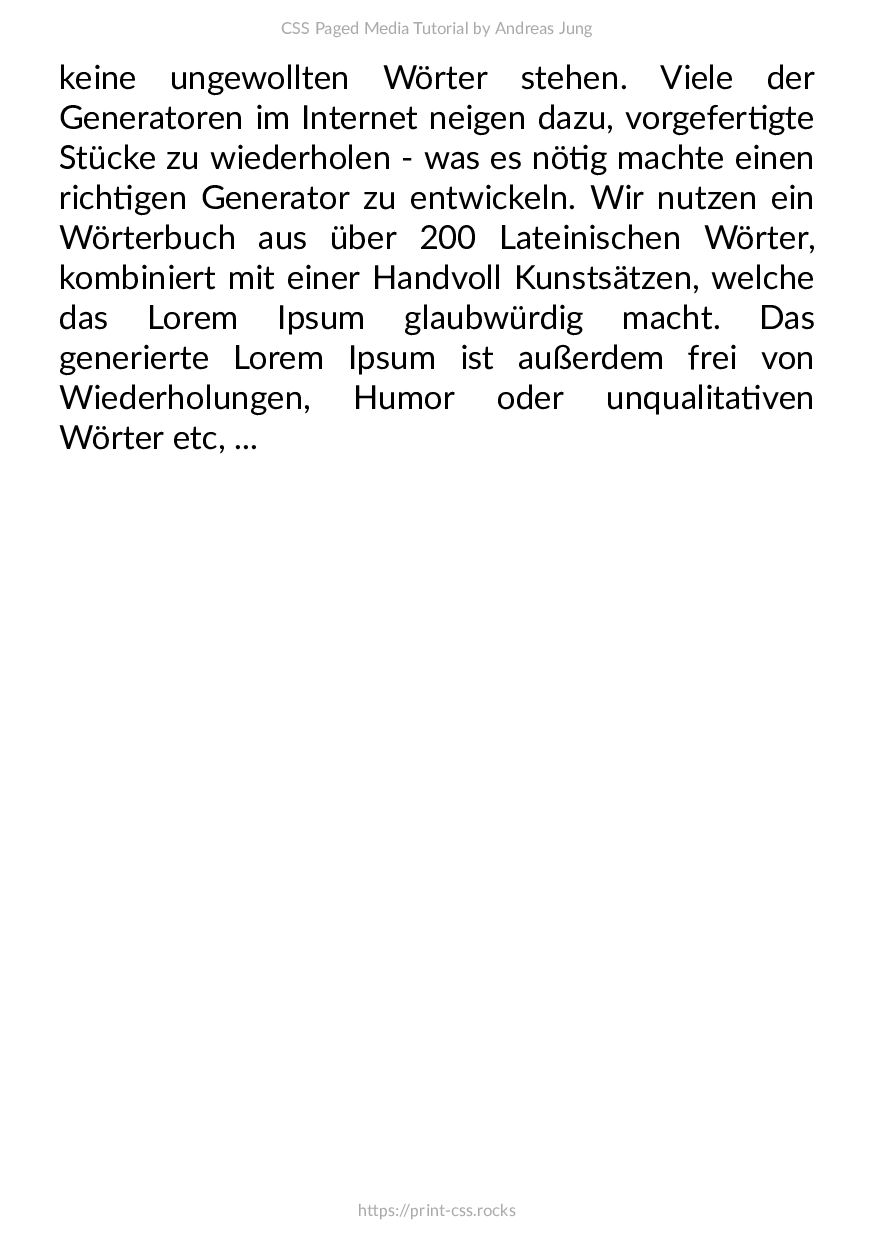 CSS Paged Media Tutorial by Andreas Jung
keine ungewollten Wörter stehen. Viele der
Generatoren im Internet neigen dazu, vorgefertigte
Stücke zu wiederholen - was es nötig machte einen
richtigen Generator zu entwickeln. Wir nutzen ein
Wörterbuch aus über 200 Lateinischen Wörter,
kombiniert mit einer Handvoll Kunstsätzen, welche
das Lorem Ipsum glaubwürdig macht. Das
generierte Lorem Ipsum ist außerdem frei von
Wiederholungen, Humor oder unqualitativen
Wörter etc, ...
https://print-css.rocks